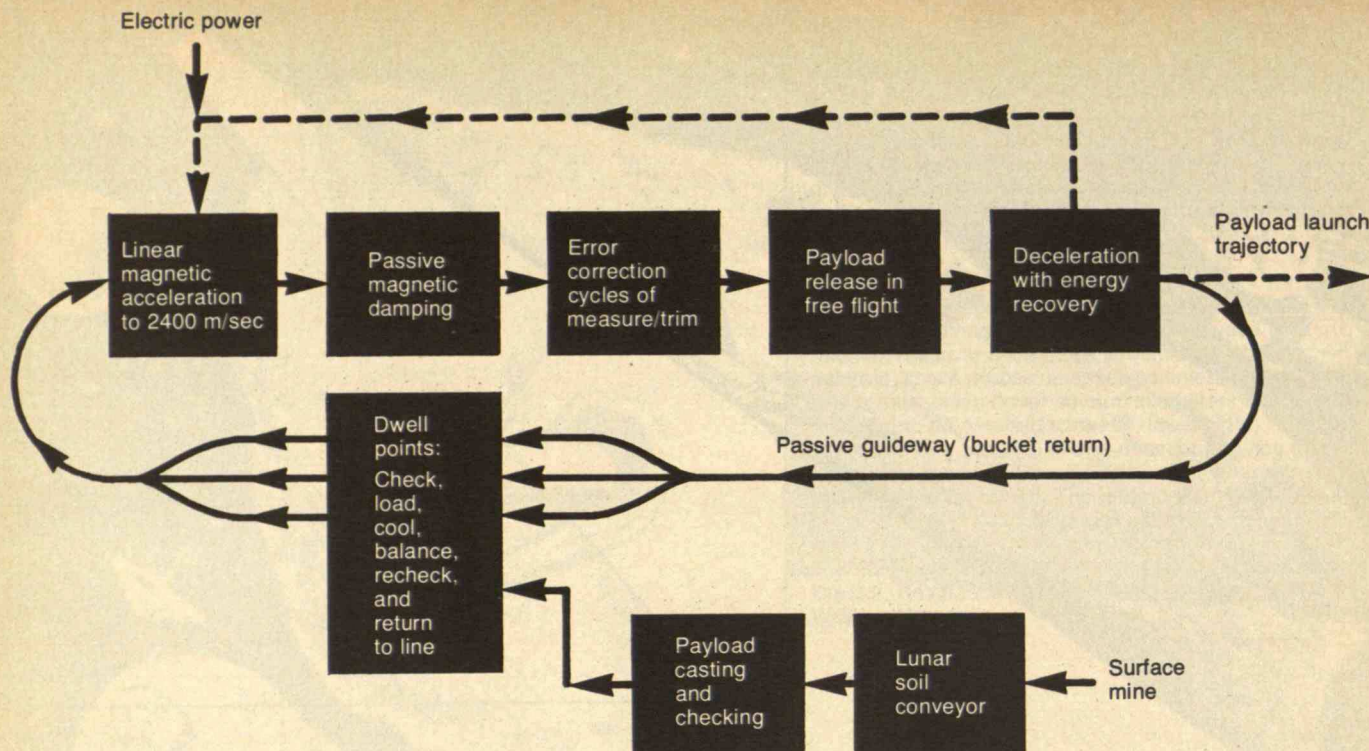 Electric power
Linear
magnetic
acceleration
to 2400 m/sec
Passive
magnetic
damping
Error
correction
cycles of
measure/trim
Payload
release in
free flight
Deceleration
with energy
recovery
Payload launch
trajectory
Passive guideway (bucket return)
Dwell
points:
Check,
load,
cool,
balance,
recheck,
and
return
to line
Payload
casting
and
checking
Lunar
soil
conveyor
Surface
mine